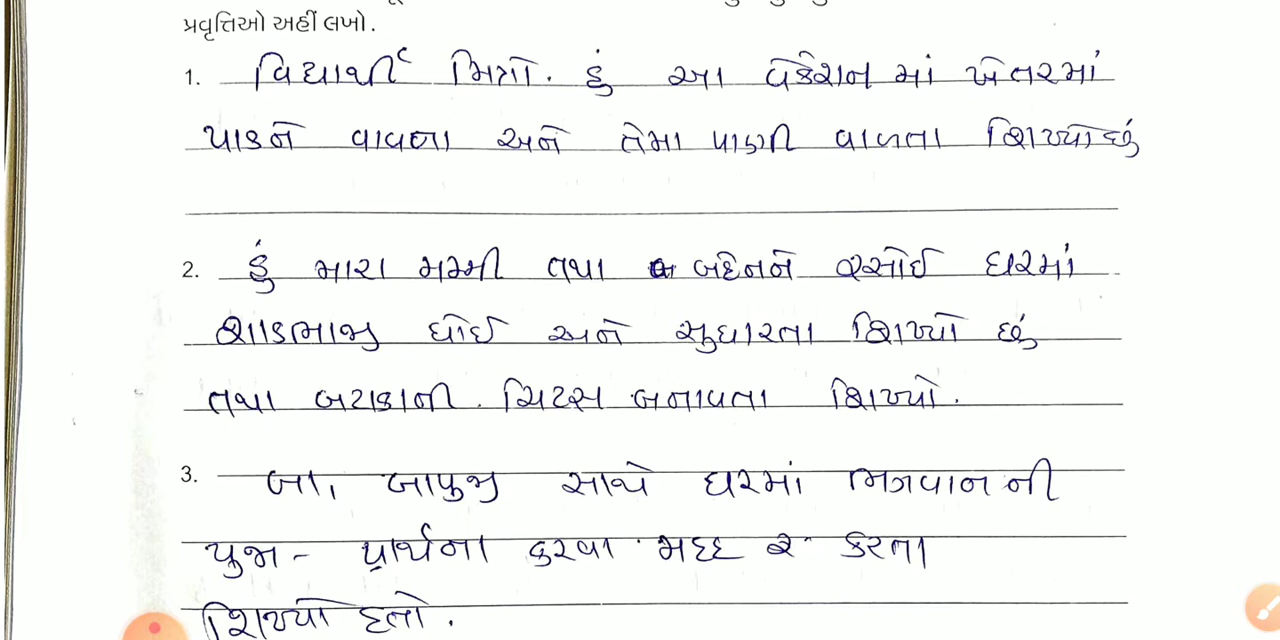 પ્રવૃત્તિઓ અહીં લખો.
1. વિદ્યાર્થી મિત્રો. હું આ વેકેશન માં ખેતરમાં
પાકને વાવવા અને તેમા પાણી વાળતા શિખ્યો છું
2. હું મારા મમ્મી તથા બહેનને રસોઈ ઘરમાં
શાકભાજી ધોઈ અને સુધારતા શિખ્યો છું
તથા બટાકાની ચિટસ બનાવતા શિખ્યો.
3. બા, બાપુજી સાથે ઘરમાં ભગવાન ની
પુજા - પ્રાર્થના કરવા મદદ કરતા
શિખ્યો હતો.